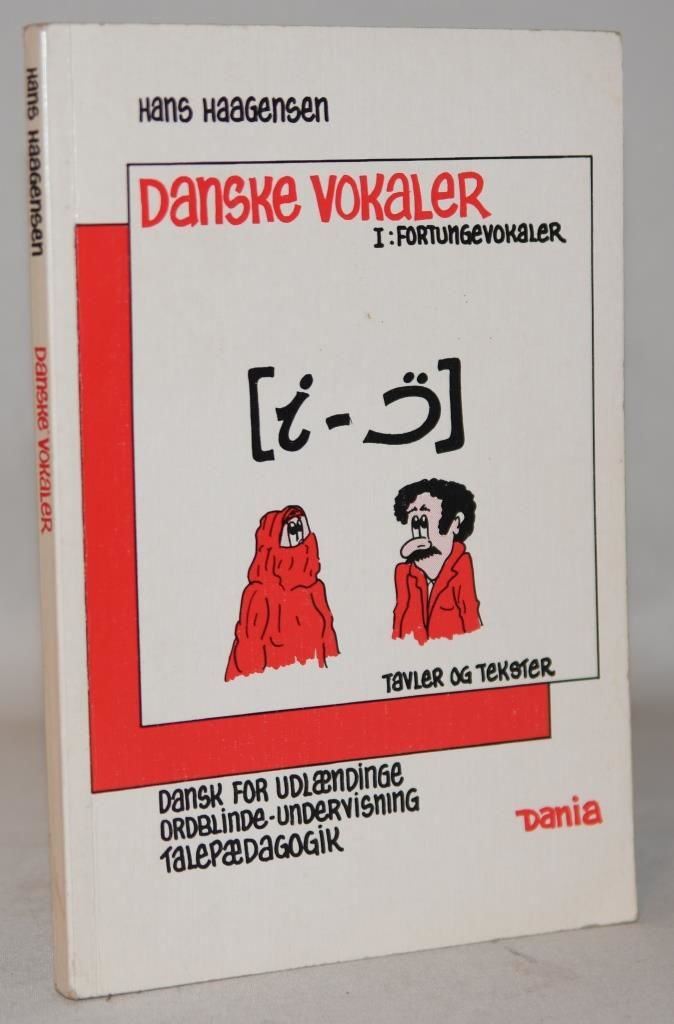 Hans Haagensen
Danske Vokaler
I: Fortungevokaler
[i - ɔ̈]
Tavler og tekster
Dansk for udlændinge
Ordblinde-undervisning
Talepædagogik
Dania
Hans Haagensen
Danske Vokaler